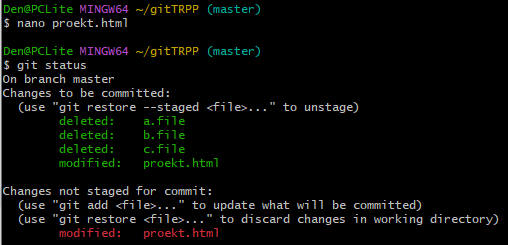 Den@PCLite MINGW64 ~/gitTRPP (master)
$ nano proekt.html
Den@PCLite MINGW64 ~/gitTRPP (master)
$ git status
On branch master
Changes to be committed:
  (use "git restore --staged <file>..." to unstage)
        deleted:    a.file
        deleted:    b.file
        deleted:    c.file
        modified:   proekt.html
Changes not staged for commit:
  (use "git add <file>..." to update what will be committed)
  (use "git restore <file>..." to discard changes in working directory)
        modified:   proekt.html